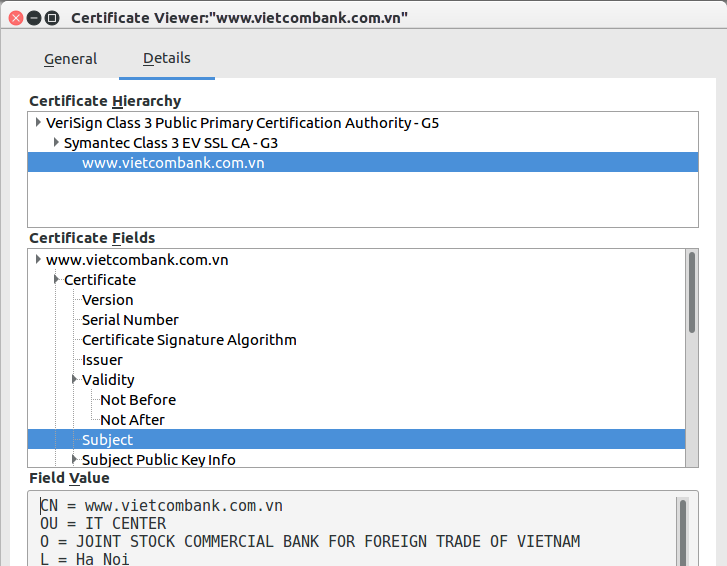 Certificate Viewer:"www.vietcombank.com.vn"
General
Details
Certificate Hierarchy
VeriSign Class 3 Public Primary Certification Authority - G5
Symantec Class 3 EV SSL CA - G3
www.vietcombank.com.vn
Certificate Fields
www.vietcombank.com.vn
Certificate
Version
Serial Number
Certificate Signature Algorithm
Issuer
Validity
Not Before
Not After
Subject
Subject Public Key Info
Field Value
CN = www.vietcombank.com.vn
OU = IT CENTER
O = JOINT STOCK COMMERCIAL BANK FOR FOREIGN TRADE OF VIETNAM
L = Ha Noi